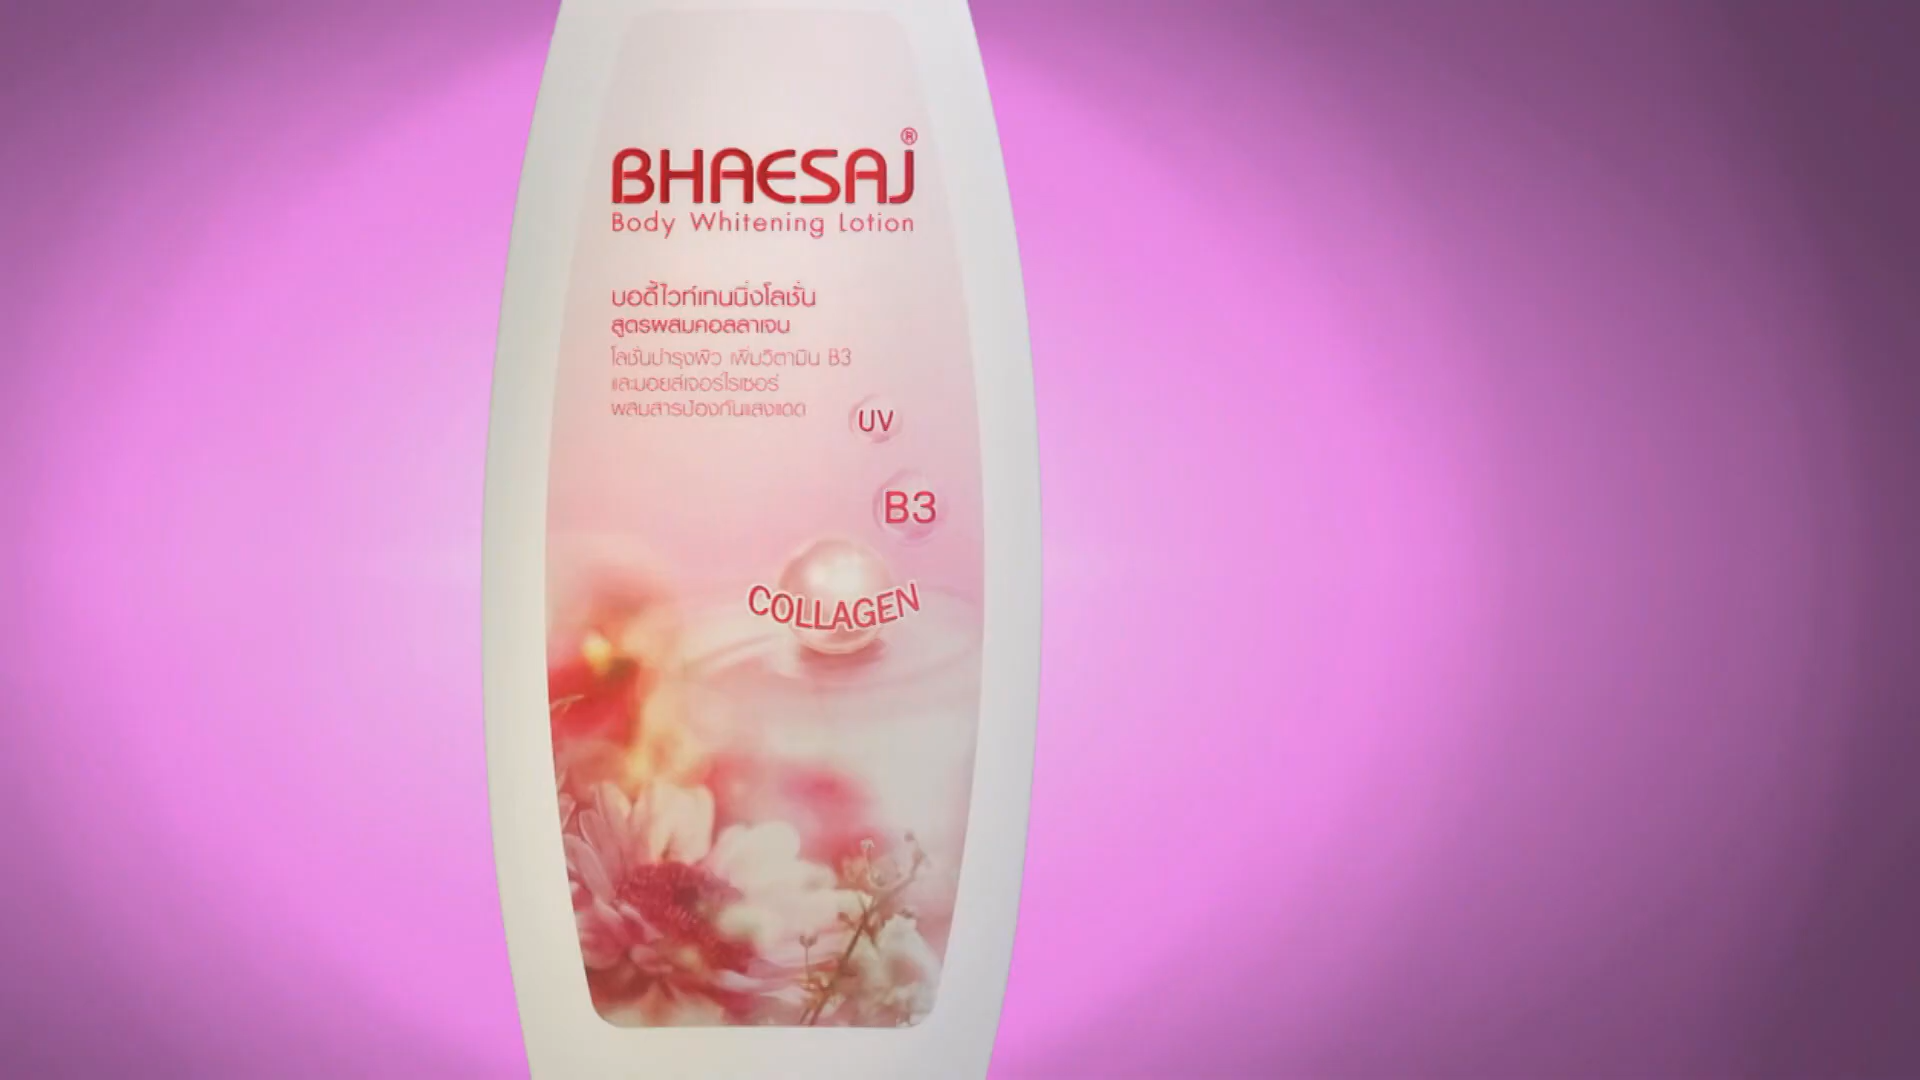 BHAESAJ®
Body Whitening Lotion
บอดี้ไวท์เทนนิ่งโลชั่น
สูตรผสมคอลลาเจน
โลชั่นบำรุงผิว เพิ่มวิตามิน B3
และมอยส์เจอร์ไรเซอร์
ผสมสารป้องกันแสงแดด
UV
B3
COLLAGEN